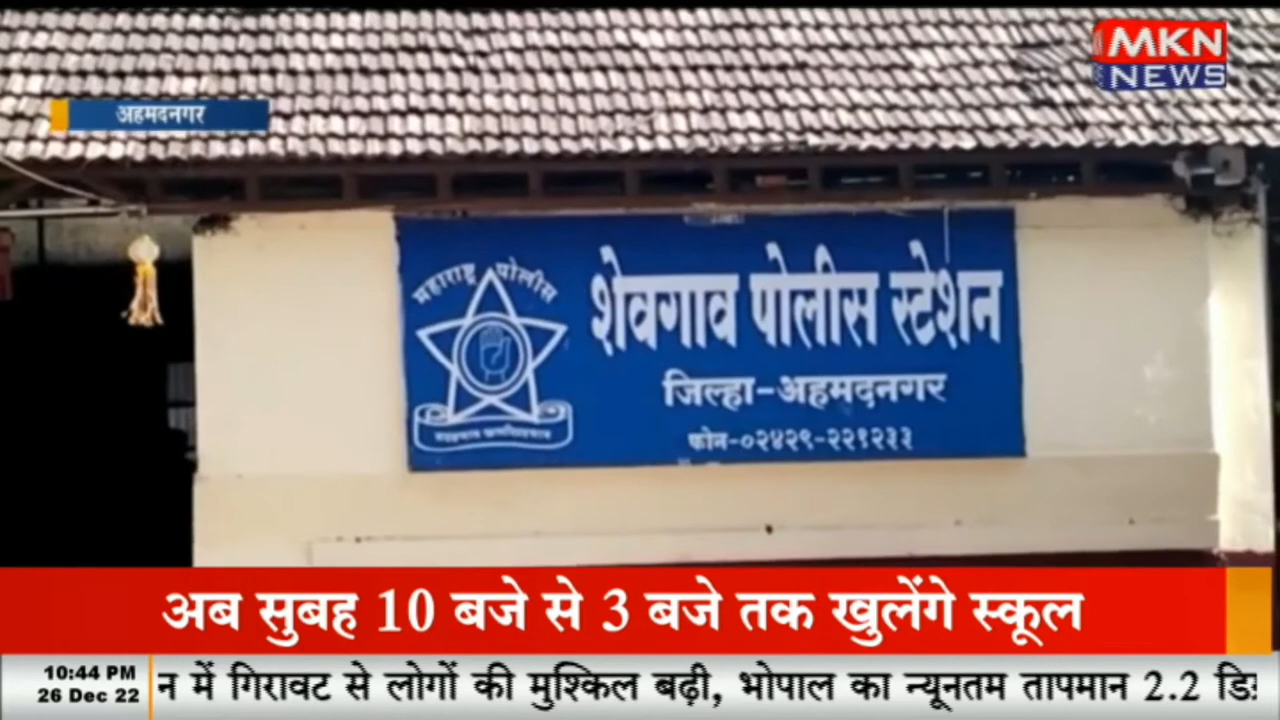 MKN
NEWS
अहमदनगर
महाराष्ट्र पोलीस
शेवगाव पोलीस स्टेशन
जिल्हा-अहमदनगर
फोन-०२४२९-२२१२३३
अब सुबह 10 बजे से 3 बजे तक खुलेंगे स्कूल
10:44 PM
26 Dec 22
न में गिरावट से लोगों की मुश्किल बढ़ी, भोपाल का न्यूनतम तापमान 2.2